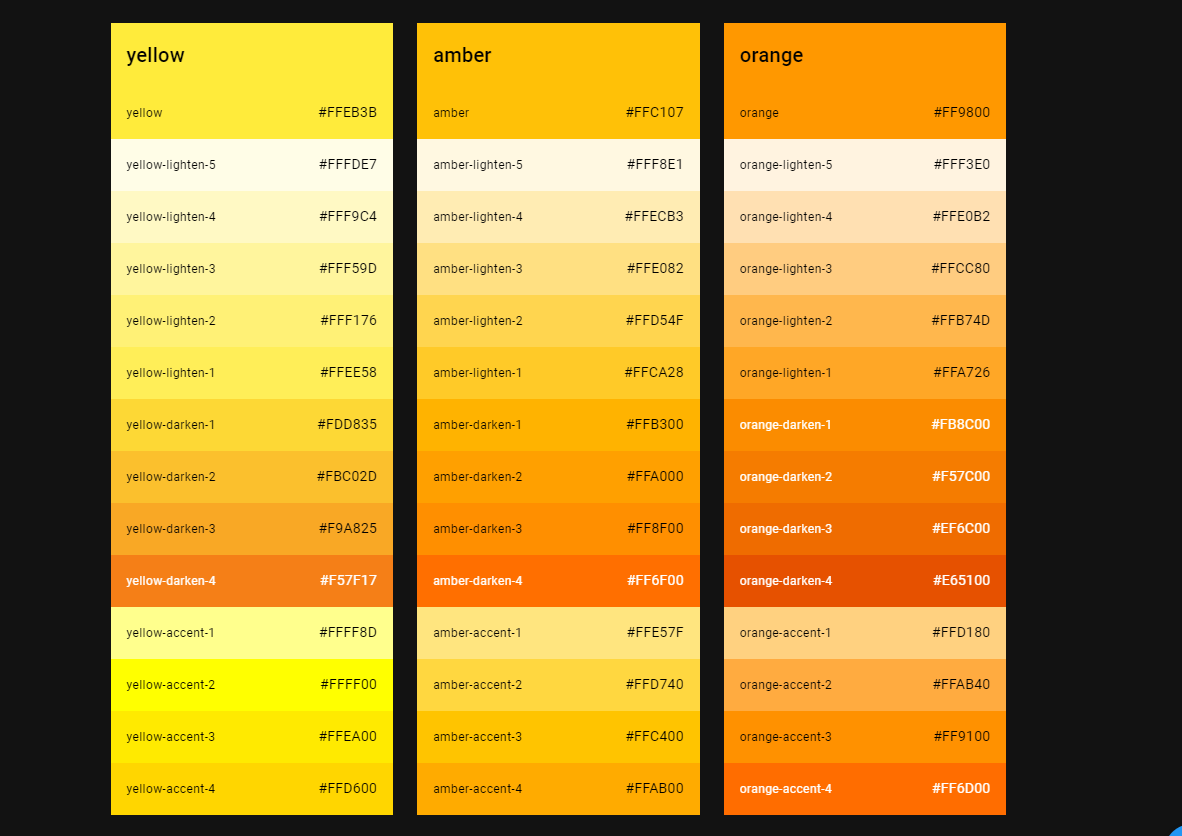 yellow
yellow #FFEB3B
yellow-lighten-5 #FFFDE7
yellow-lighten-4 #FFF9C4
yellow-lighten-3 #FFF59D
yellow-lighten-2 #FFF176
yellow-lighten-1 #FFEE58
yellow-darken-1 #FDD835
yellow-darken-2 #FBC02D
yellow-darken-3 #F9A825
yellow-darken-4 #F57F17
yellow-accent-1 #FFFF8D
yellow-accent-2 #FFFF00
yellow-accent-3 #FFEA00
yellow-accent-4 #FFD600
amber
amber #FFC107
amber-lighten-5 #FFF8E1
amber-lighten-4 #FFECB3
amber-lighten-3 #FFE082
amber-lighten-2 #FFD54F
amber-lighten-1 #FFCA28
amber-darken-1 #FFB300
amber-darken-2 #FFA000
amber-darken-3 #FF8F00
amber-darken-4 #FF6F00
amber-accent-1 #FFE57F
amber-accent-2 #FFD740
amber-accent-3 #FFC400
amber-accent-4 #FFAB00
orange
orange #FF9800
orange-lighten-5 #FFF3E0
orange-lighten-4 #FFE0B2
orange-lighten-3 #FFCC80
orange-lighten-2 #FFB74D
orange-lighten-1 #FFA726
orange-darken-1 #FB8C00
orange-darken-2 #F57C00
orange-darken-3 #EF6C00
orange-darken-4 #E65100
orange-accent-1 #FFD180
orange-accent-2 #FFAB40
orange-accent-3 #FF9100
orange-accent-4 #FF6D00